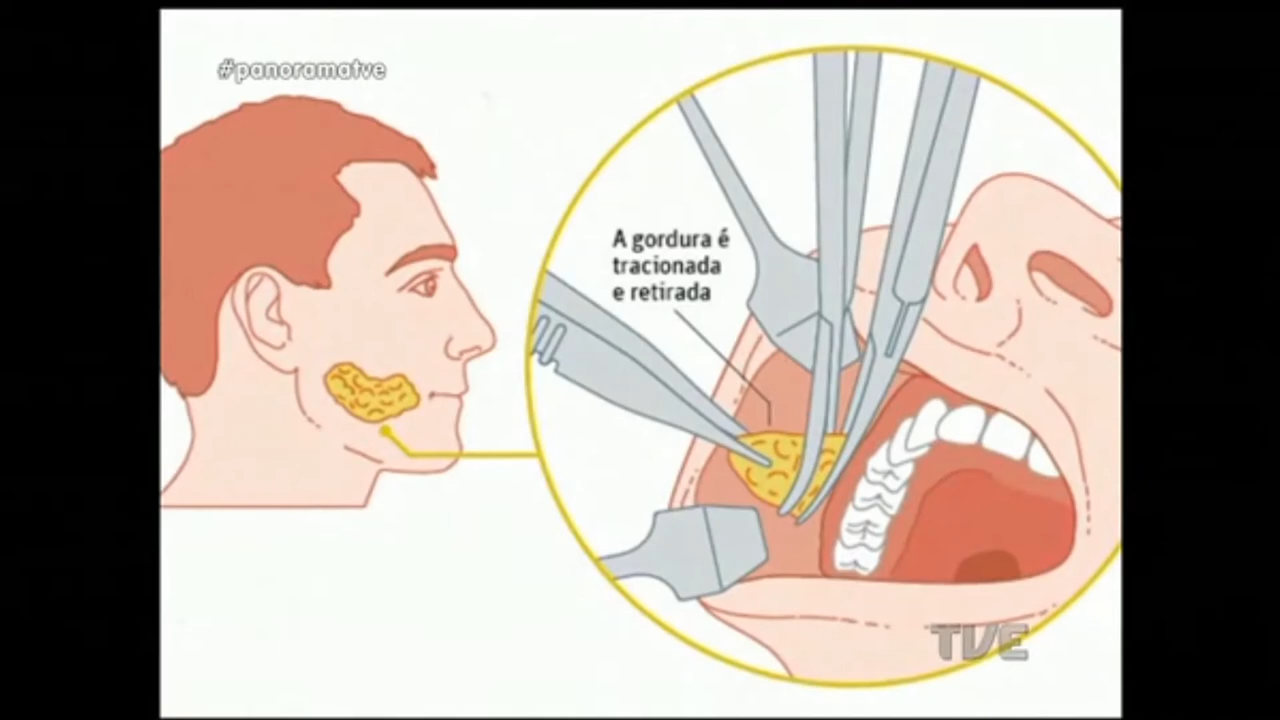 #panoramatve
A gordura é
tracionada
e retirada
TVE